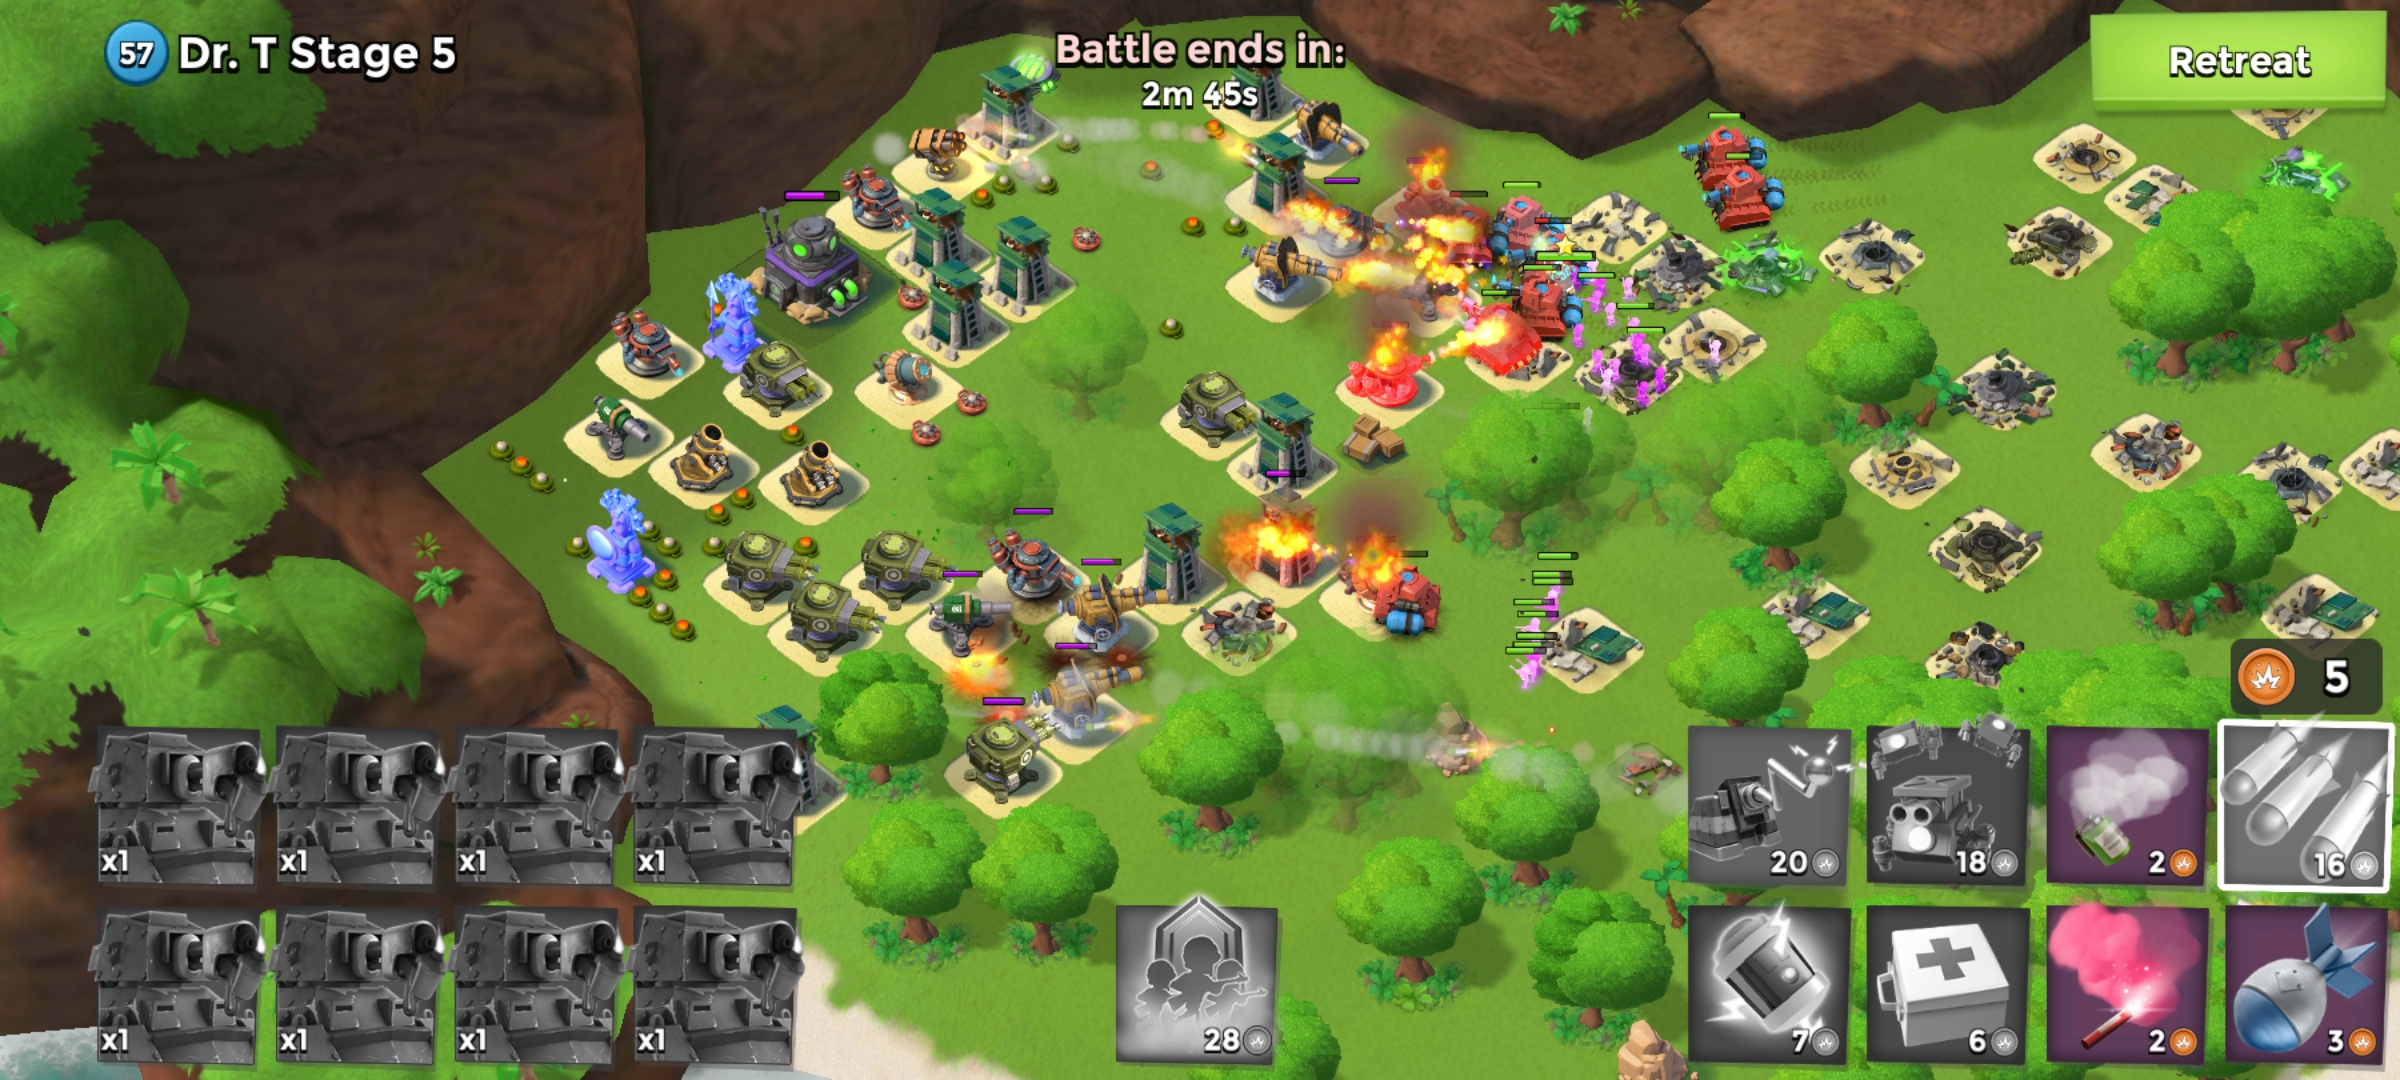 57 Dr. T Stage 5
Battle ends in:
2m 45s
Retreat
5
x1 x1 x1 x1
20 18 2 16
x1 x1 x1 x1
28
7 6 2 3